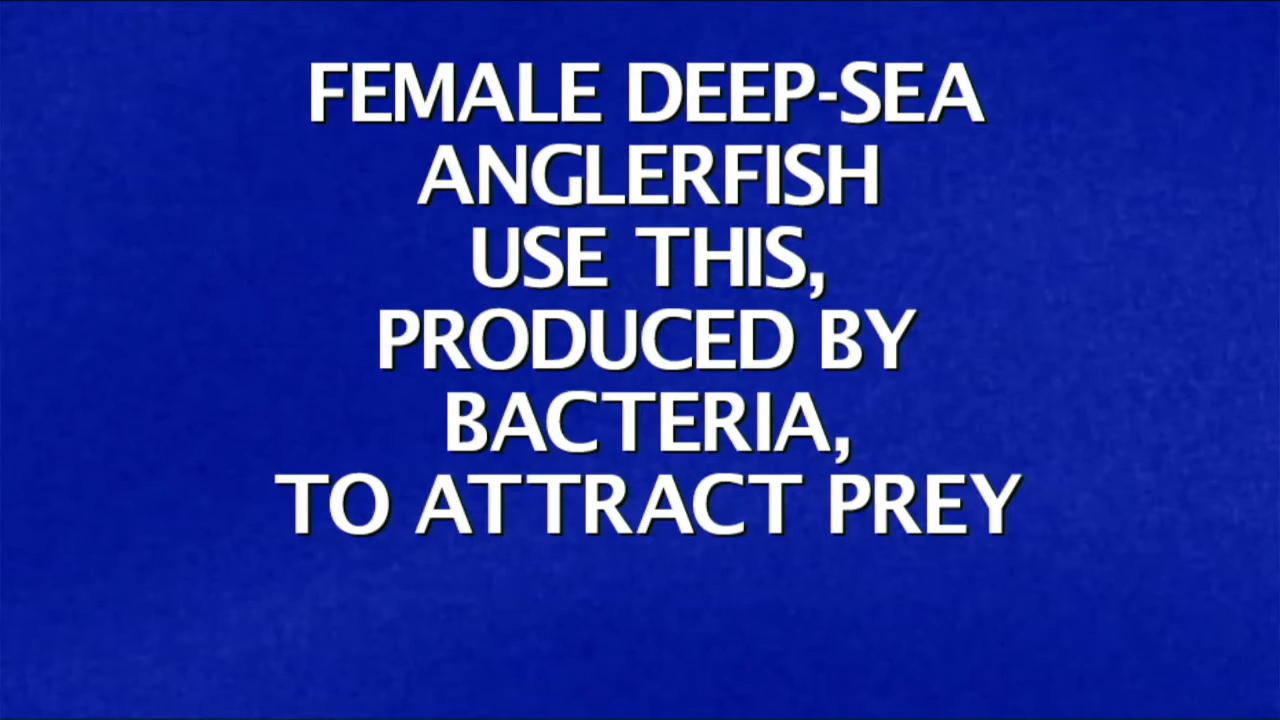 FEMALE DEEP-SEA
ANGLERFISH
USE THIS,
PRODUCED BY
BACTERIA,
TO ATTRACT PREY